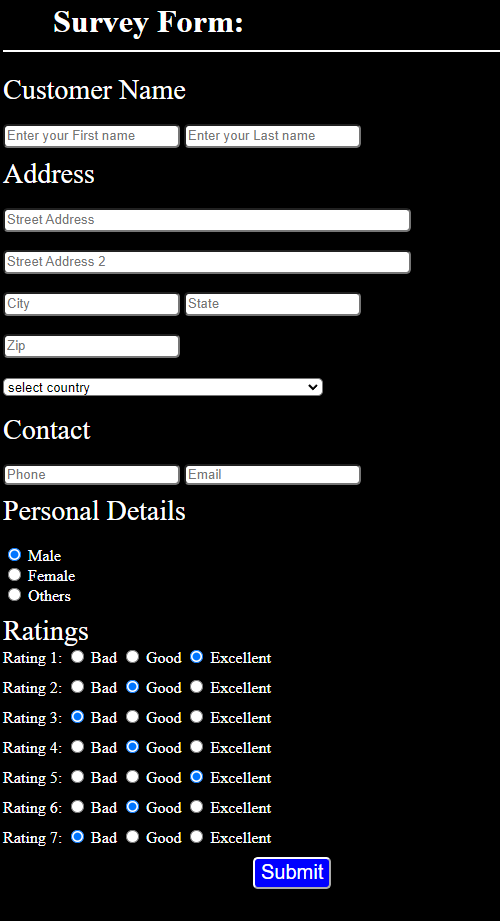 Survey Form:
Customer Name
Enter your First name Enter your Last name
Address
Street Address
Street Address 2
City State
Zip
select country
Contact
Phone Email
Personal Details
Male
Female
Others
Ratings
Rating 1: Bad Good Excellent
Rating 2: Bad Good Excellent
Rating 3: Bad Good Excellent
Rating 4: Bad Good Excellent
Rating 5: Bad Good Excellent
Rating 6: Bad Good Excellent
Rating 7: Bad Good Excellent
Submit